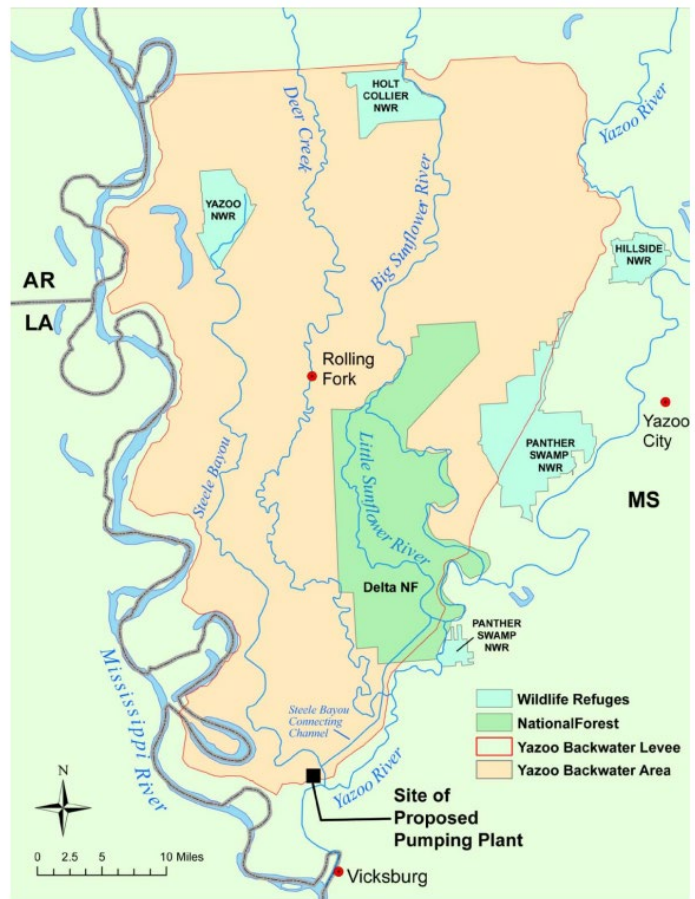 HOLT
COLLIER
NWR
Deer Creek
Yazoo River
YAZOO
NWR
Big Sunflower River
HILLSIDE
NWR
AR
LA
Rolling
Fork
Yazoo
City
PANTHER
SWAMP
NWR
Steele Bayou
Little Sunflower River
MS
Delta NF
PANTHER
SWAMP
NWR
Mississippi River
Steele Bayou
Connecting
Channel
Yazoo River
Wildlife Refuges
NationalForest
Yazoo Backwater Levee
Yazoo Backwater Area
N
Site of
Proposed
Pumping Plant
0 2.5 5 10 Miles
Vicksburg